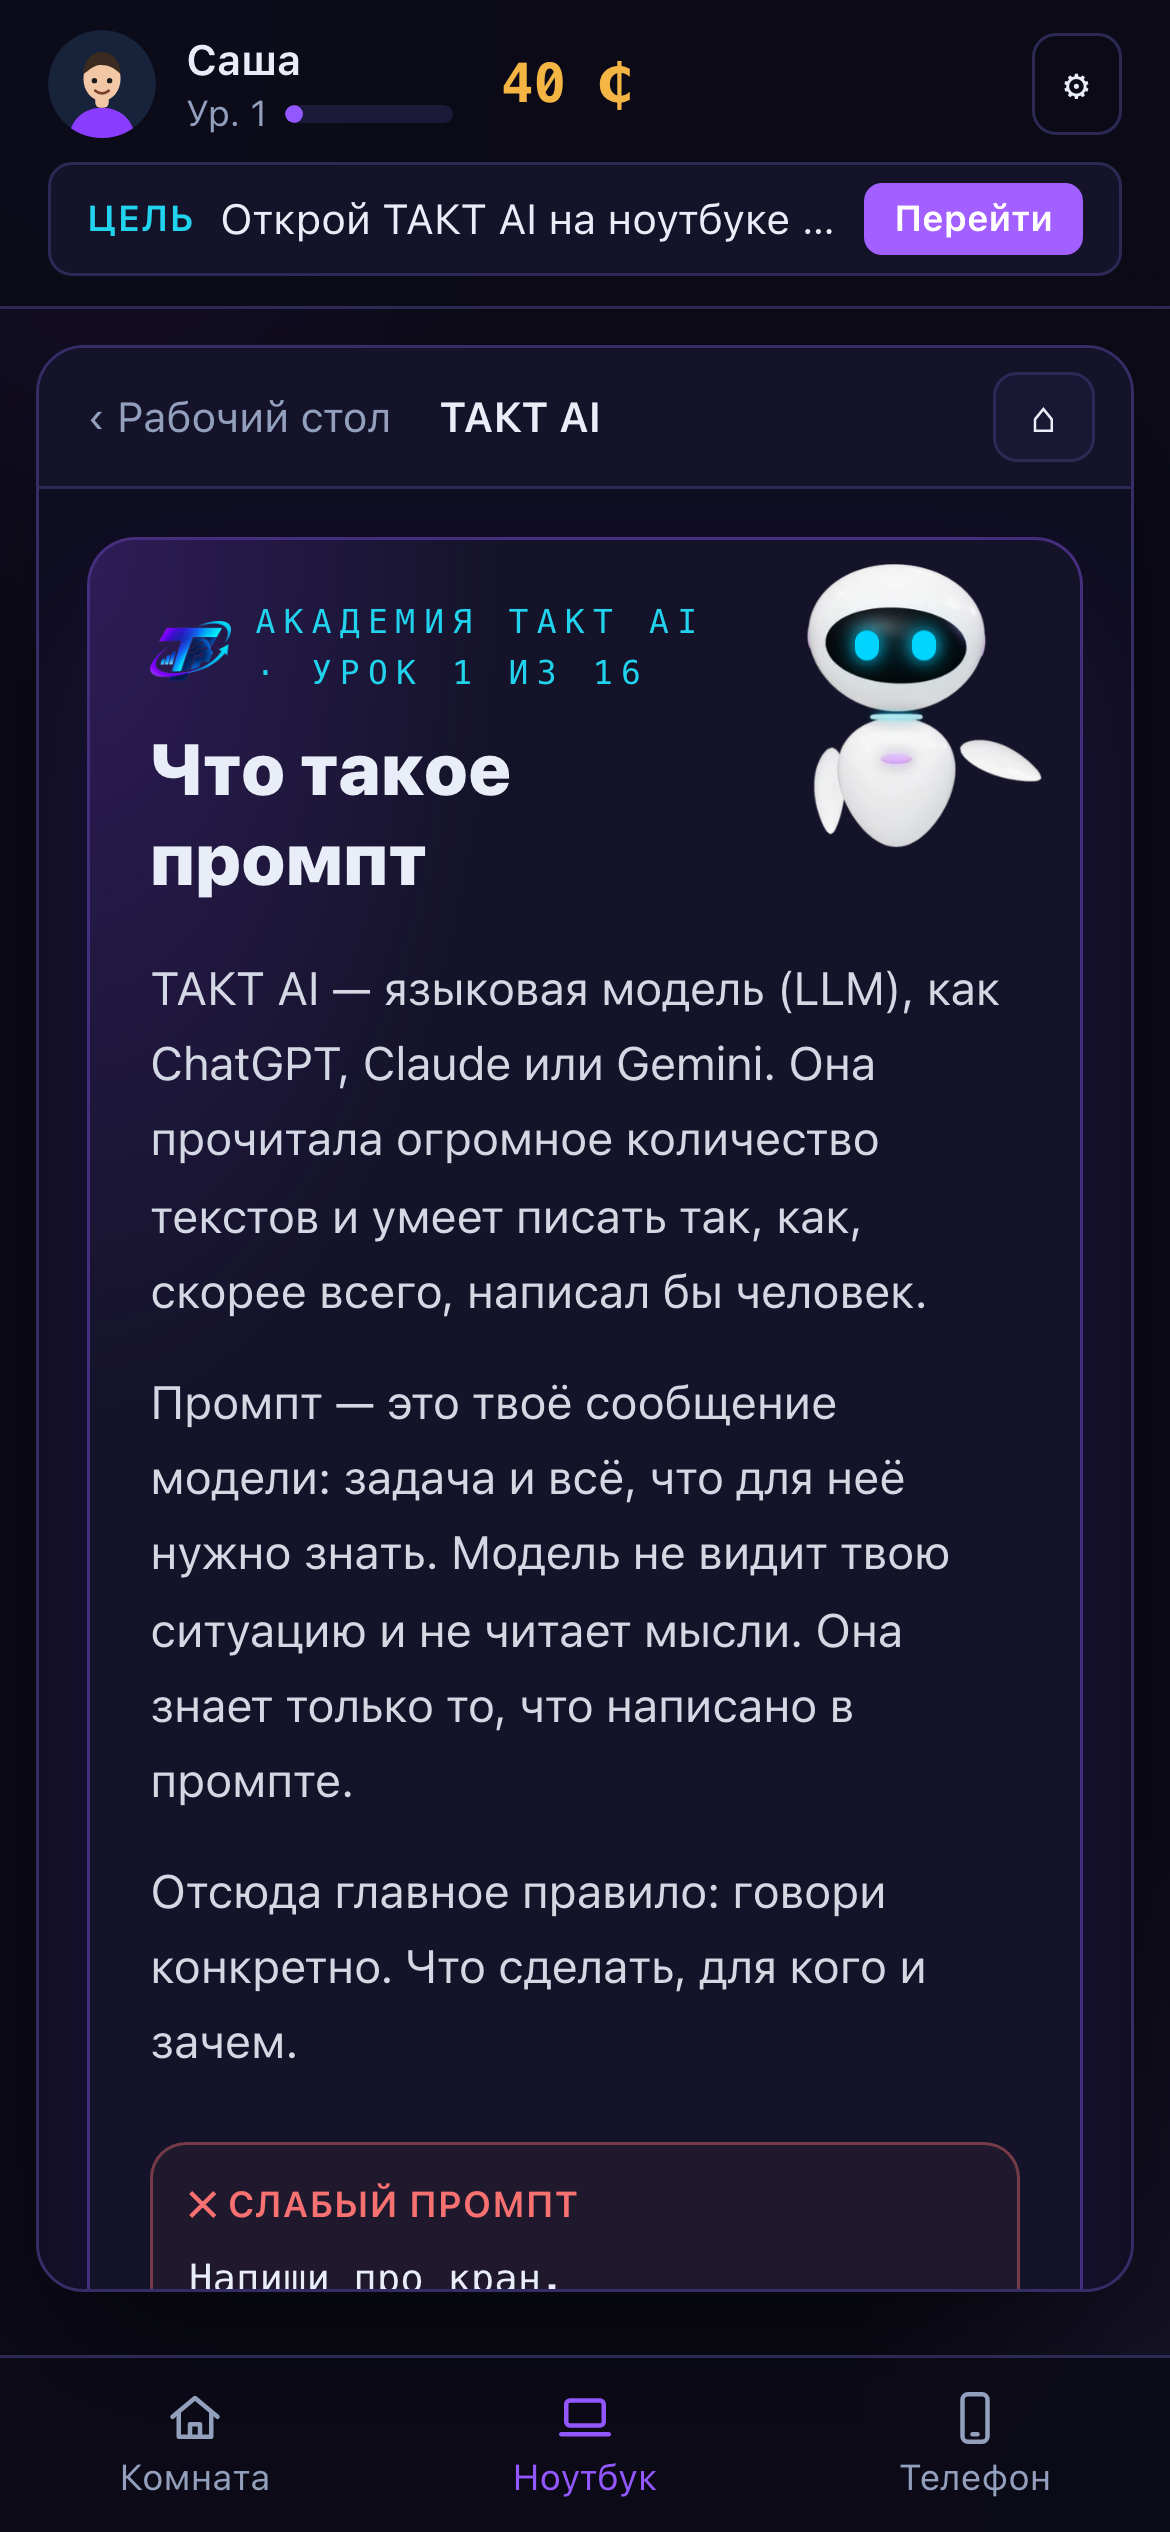 Саша
Ур. 1
40 ¢
ЦЕЛЬ Открой ТАКТ AI на ноутбуке ... Перейти
‹ Рабочий стол ТАКТ AI
АКАДЕМИЯ ТАКТ AI
· УРОК 1 ИЗ 16
Что такое
промпт
ТАКТ AI — языковая модель (LLM), как
ChatGPT, Claude или Gemini. Она
прочитала огромное количество
текстов и умеет писать так, как,
скорее всего, написал бы человек.
Промпт — это твоё сообщение
модели: задача и всё, что для неё
нужно знать. Модель не видит твою
ситуацию и не читает мысли. Она
знает только то, что написано в
промпте.
Отсюда главное правило: говори
конкретно. Что сделать, для кого и
зачем.
✕ СЛАБЫЙ ПРОМПТ
Напиши про кран.
Комната
Ноутбук
Телефон